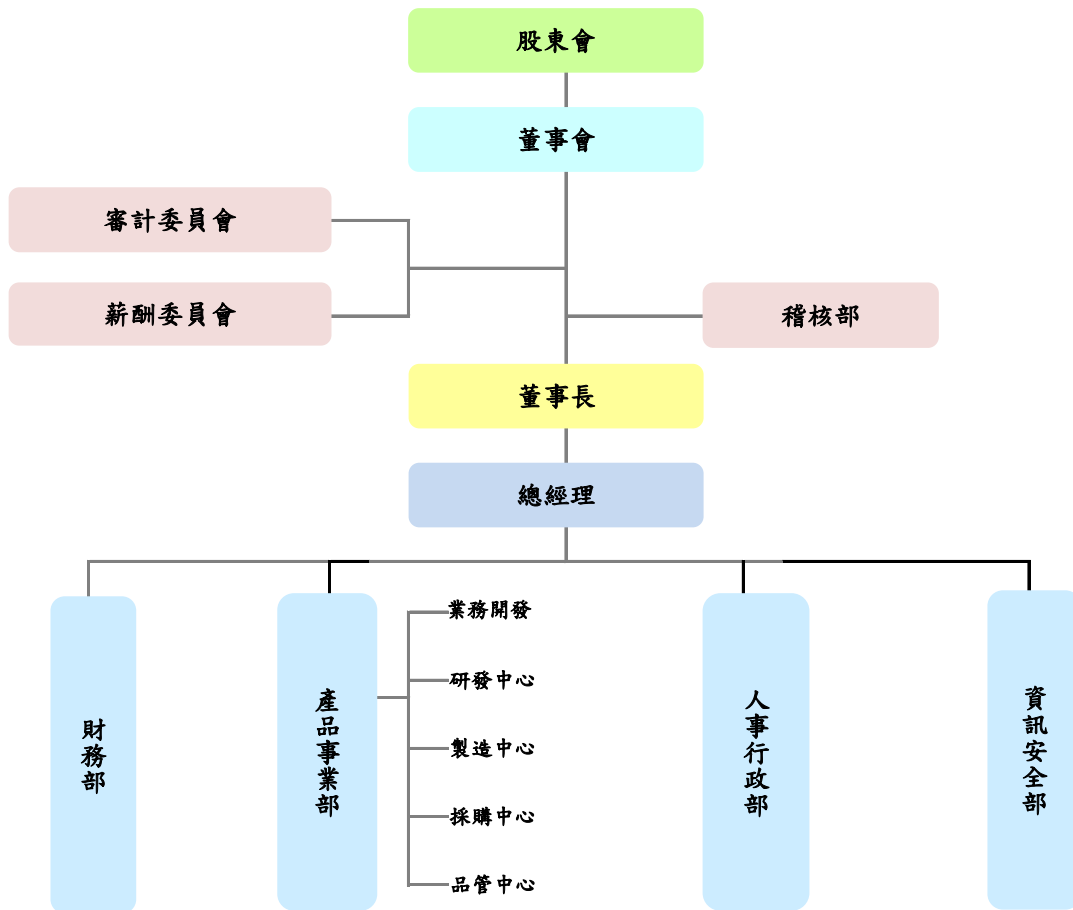 股東會
董事會
審計委員會
薪酬委員會
稽核部
董事長
總經理
財務部
產品事業部
業務開發
研發中心
製造中心
採購中心
品管中心
人事行政部
資訊安全部